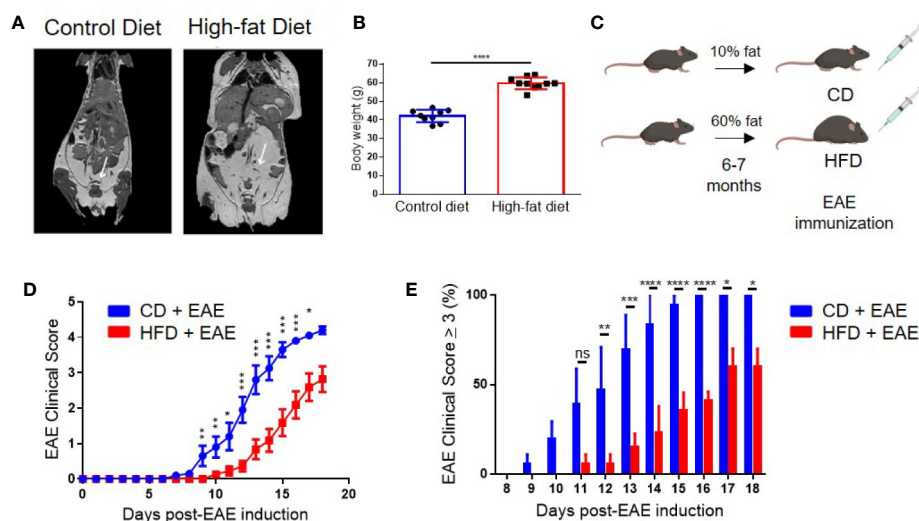 A
Control Diet
High-fat Diet
B
****
Body weight (g)
70
60
50
40
30
20
10
0
Control diet
High-fat diet
C
10% fat
CD
60% fat
HFD
6-7
months
EAE
immunization
D
CD + EAE
HFD + EAE
EAE Clinical Score
5
4
3
2
1
0
** ** * *** *** *** *** *** *
0 5 10 15 20
Days post-EAE induction
E
EAE Clinical Score ≥ 3 (%)
100
50
0
ns ** *** **** **** **** * *
8 9 10 11 12 13 14 15 16 17 18
Days post-EAE induction
CD + EAE
HFD + EAE